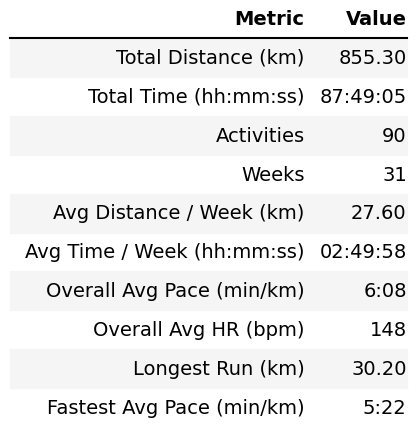 Metric Value
Total Distance (km) 855.30
Total Time (hh:mm:ss) 87:49:05
Activities 90
Weeks 31
Avg Distance / Week (km) 27.60
Avg Time / Week (hh:mm:ss) 02:49:58
Overall Avg Pace (min/km) 6:08
Overall Avg HR (bpm) 148
Longest Run (km) 30.20
Fastest Avg Pace (min/km) 5:22